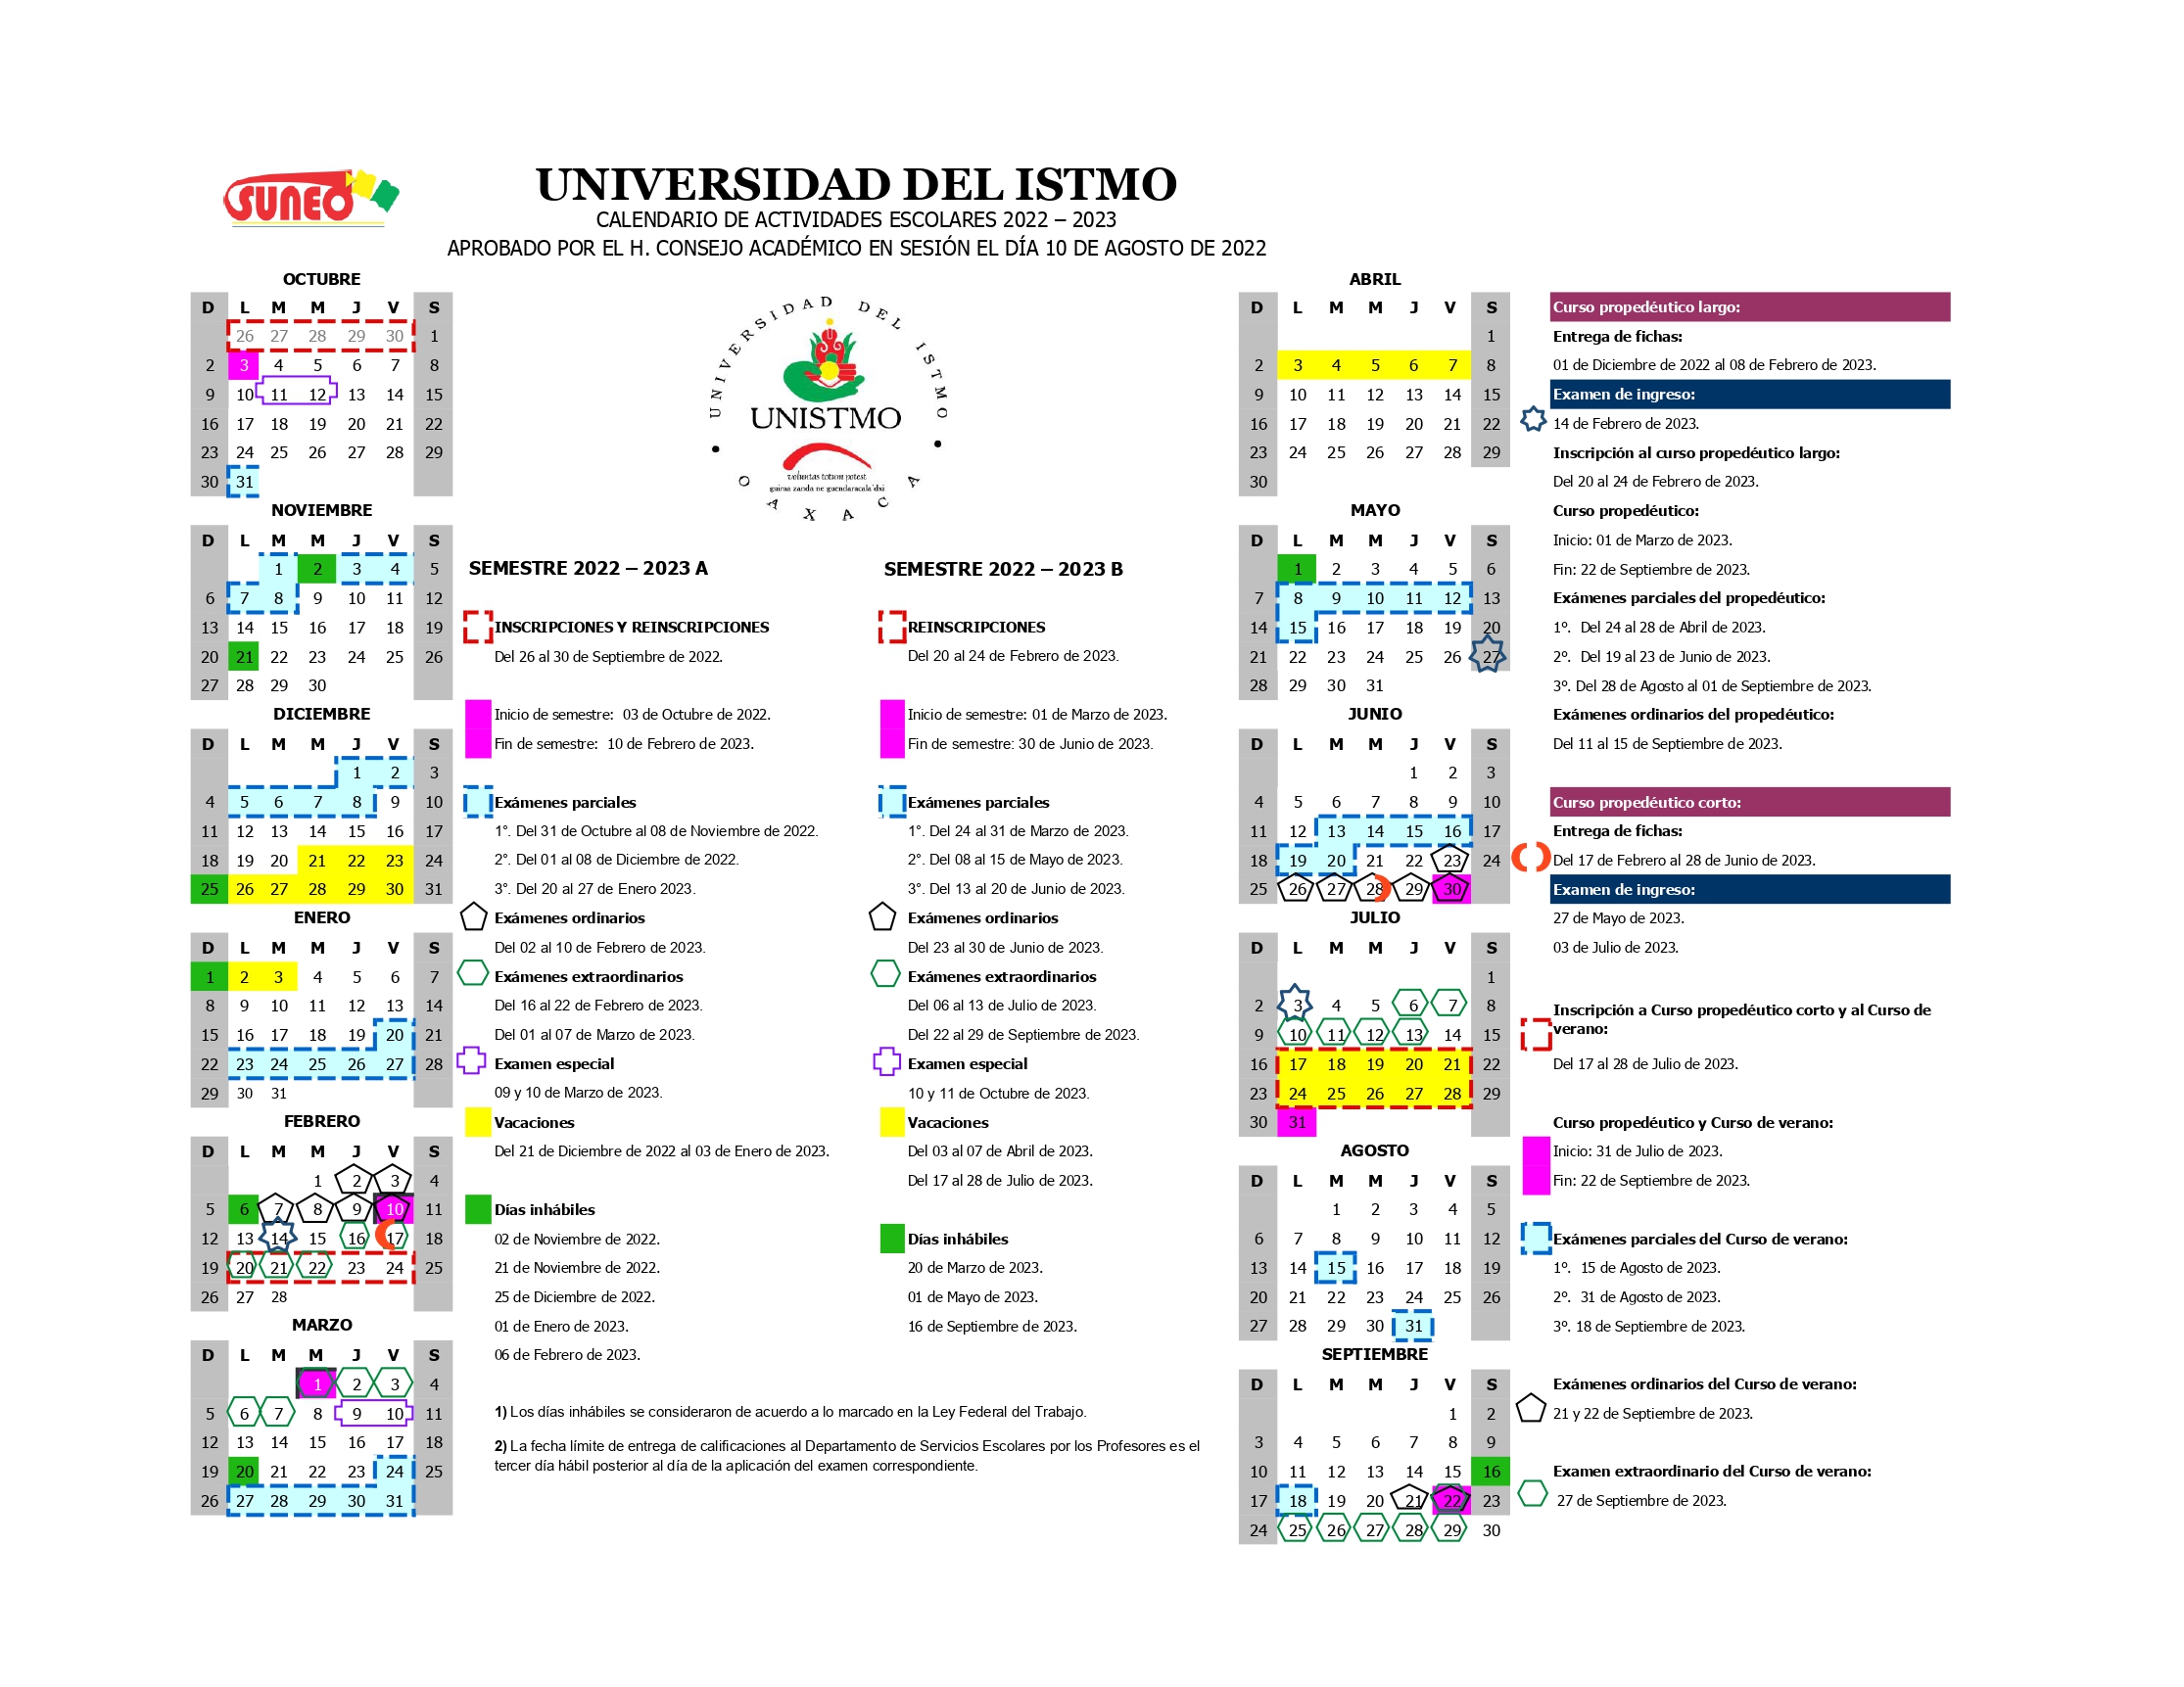 SUNEO
UNIVERSIDAD DEL ISTMO
CALENDARIO DE ACTIVIDADES ESCOLARES 2022 – 2023
APROBADO POR EL H. CONSEJO ACADÉMICO EN SESIÓN EL DÍA 10 DE AGOSTO DE 2022
OCTUBRE
D L M M J V S
26 27 28 29 30 1
2 3 4 5 6 7 8
9 10 11 12 13 14 15
16 17 18 19 20 21 22
23 24 25 26 27 28 29
30 31
NOVIEMBRE
D L M M J V S
1 2 3 4 5
6 7 8 9 10 11 12
13 14 15 16 17 18 19
20 21 22 23 24 25 26
27 28 29 30
DICIEMBRE
D L M M J V S
1 2 3
4 5 6 7 8 9 10
11 12 13 14 15 16 17
18 19 20 21 22 23 24
25 26 27 28 29 30 31
ENERO
D L M M J V S
1 2 3 4 5 6 7
8 9 10 11 12 13 14
15 16 17 18 19 20 21
22 23 24 25 26 27 28
29 30 31
FEBRERO
D L M M J V S
1 2 3 4
5 6 7 8 9 10 11
12 13 14 15 16 17 18
19 20 21 22 23 24 25
26 27 28
MARZO
D L M M J V S
1 2 3 4
5 6 7 8 9 10 11
12 13 14 15 16 17 18
19 20 21 22 23 24 25
26 27 28 29 30 31
UNIVERSIDAD DEL ISTMO
UNISTMO
voluntas totum potest
guiraa zanda ne guendaracala'dxi
OAXACA
SEMESTRE 2022 – 2023 A
INSCRIPCIONES Y REINSCRIPCIONES
Del 26 al 30 de Septiembre de 2022.
Inicio de semestre: 03 de Octubre de 2022.
Fin de semestre: 10 de Febrero de 2023.
Exámenes parciales
1°. Del 31 de Octubre al 08 de Noviembre de 2022.
2°. Del 01 al 08 de Diciembre de 2022.
3°. Del 20 al 27 de Enero 2023.
Exámenes ordinarios
Del 02 al 10 de Febrero de 2023.
Exámenes extraordinarios
Del 16 al 22 de Febrero de 2023.
Del 01 al 07 de Marzo de 2023.
Examen especial
09 y 10 de Marzo de 2023.
Vacaciones
Del 21 de Diciembre de 2022 al 03 de Enero de 2023.
Días inhábiles
02 de Noviembre de 2022.
21 de Noviembre de 2022.
25 de Diciembre de 2022.
01 de Enero de 2023.
06 de Febrero de 2023.
SEMESTRE 2022 – 2023 B
REINSCRIPCIONES
Del 20 al 24 de Febrero de 2023.
Inicio de semestre: 01 de Marzo de 2023.
Fin de semestre: 30 de Junio de 2023.
Exámenes parciales
1°. Del 24 al 31 de Marzo de 2023.
2°. Del 08 al 15 de Mayo de 2023.
3°. Del 13 al 20 de Junio de 2023.
Exámenes ordinarios
Del 23 al 30 de Junio de 2023.
Exámenes extraordinarios
Del 06 al 13 de Julio de 2023.
Del 22 al 29 de Septiembre de 2023.
Examen especial
10 y 11 de Octubre de 2023.
Vacaciones
Del 03 al 07 de Abril de 2023.
Del 17 al 28 de Julio de 2023.
Días inhábiles
20 de Marzo de 2023.
01 de Mayo de 2023.
16 de Septiembre de 2023.
1) Los días inhábiles se consideraron de acuerdo a lo marcado en la Ley Federal del Trabajo.
2) La fecha límite de entrega de calificaciones al Departamento de Servicios Escolares por los Profesores es el
tercer día hábil posterior al día de la aplicación del examen correspondiente.
ABRIL
D L M M J V S
1
2 3 4 5 6 7 8
9 10 11 12 13 14 15
16 17 18 19 20 21 22
23 24 25 26 27 28 29
30
MAYO
D L M M J V S
1 2 3 4 5 6
7 8 9 10 11 12 13
14 15 16 17 18 19 20
21 22 23 24 25 26 27
28 29 30 31
JUNIO
D L M M J V S
1 2 3
4 5 6 7 8 9 10
11 12 13 14 15 16 17
18 19 20 21 22 23 24
25 26 27 28 29 30
JULIO
D L M M J V S
1
2 3 4 5 6 7 8
9 10 11 12 13 14 15
16 17 18 19 20 21 22
23 24 25 26 27 28 29
30 31
AGOSTO
D L M M J V S
1 2 3 4 5
6 7 8 9 10 11 12
13 14 15 16 17 18 19
20 21 22 23 24 25 26
27 28 29 30 31
SEPTIEMBRE
D L M M J V S
1 2
3 4 5 6 7 8 9
10 11 12 13 14 15 16
17 18 19 20 21 22 23
24 25 26 27 28 29 30
Curso propedéutico largo:
Entrega de fichas:
01 de Diciembre de 2022 al 08 de Febrero de 2023.
Examen de ingreso:
14 de Febrero de 2023.
Inscripción al curso propedéutico largo:
Del 20 al 24 de Febrero de 2023.
Curso propedéutico:
Inicio: 01 de Marzo de 2023.
Fin: 22 de Septiembre de 2023.
Exámenes parciales del propedéutico:
1º. Del 24 al 28 de Abril de 2023.
2º. Del 19 al 23 de Junio de 2023.
3º. Del 28 de Agosto al 01 de Septiembre de 2023.
Exámenes ordinarios del propedéutico:
Del 11 al 15 de Septiembre de 2023.
Curso propedéutico corto:
Entrega de fichas:
Del 17 de Febrero al 28 de Junio de 2023.
Examen de ingreso:
27 de Mayo de 2023.
03 de Julio de 2023.
Inscripción a Curso propedéutico corto y al Curso de
verano:
Del 17 al 28 de Julio de 2023.
Curso propedéutico y Curso de verano:
Inicio: 31 de Julio de 2023.
Fin: 22 de Septiembre de 2023.
Exámenes parciales del Curso de verano:
1º. 15 de Agosto de 2023.
2º. 31 de Agosto de 2023.
3º. 18 de Septiembre de 2023.
Exámenes ordinarios del Curso de verano:
21 y 22 de Septiembre de 2023.
Examen extraordinario del Curso de verano:
27 de Septiembre de 2023.